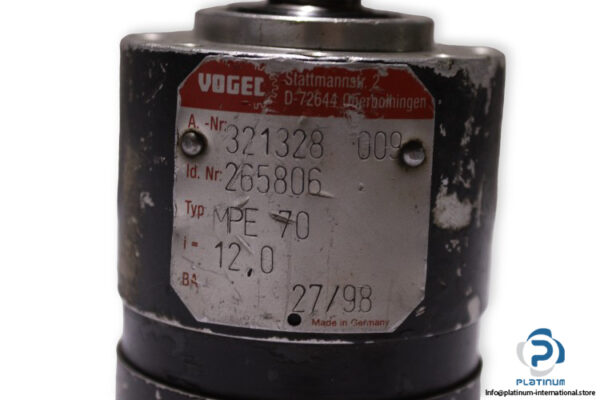 VOGEL
Stattmannstr. 2
D-72644 Oberboihingen
A. -Nr: 321328 009
Id. Nr: 265806
Typ MPE 70
i = 12,0
BA 27/98
Made in Germany
PLATINUM
Info@platinum-international.store